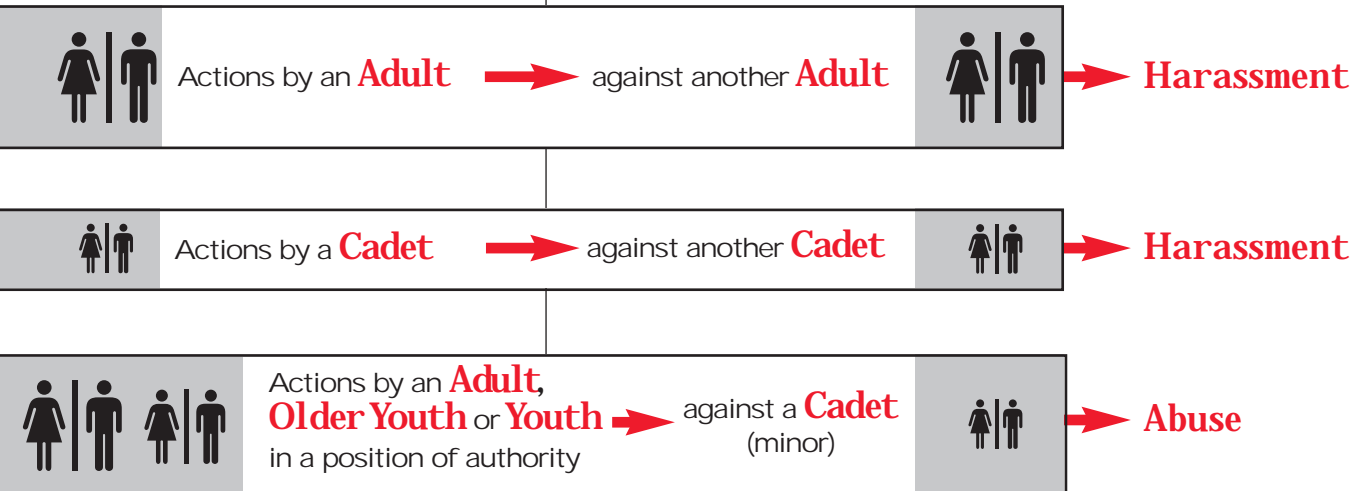 Actions by an Adult against another Adult Harassment
Actions by a Cadet against another Cadet Harassment
Actions by an Adult,
Older Youth or Youth
in a position of authority
against a Cadet
(minor)
Abuse